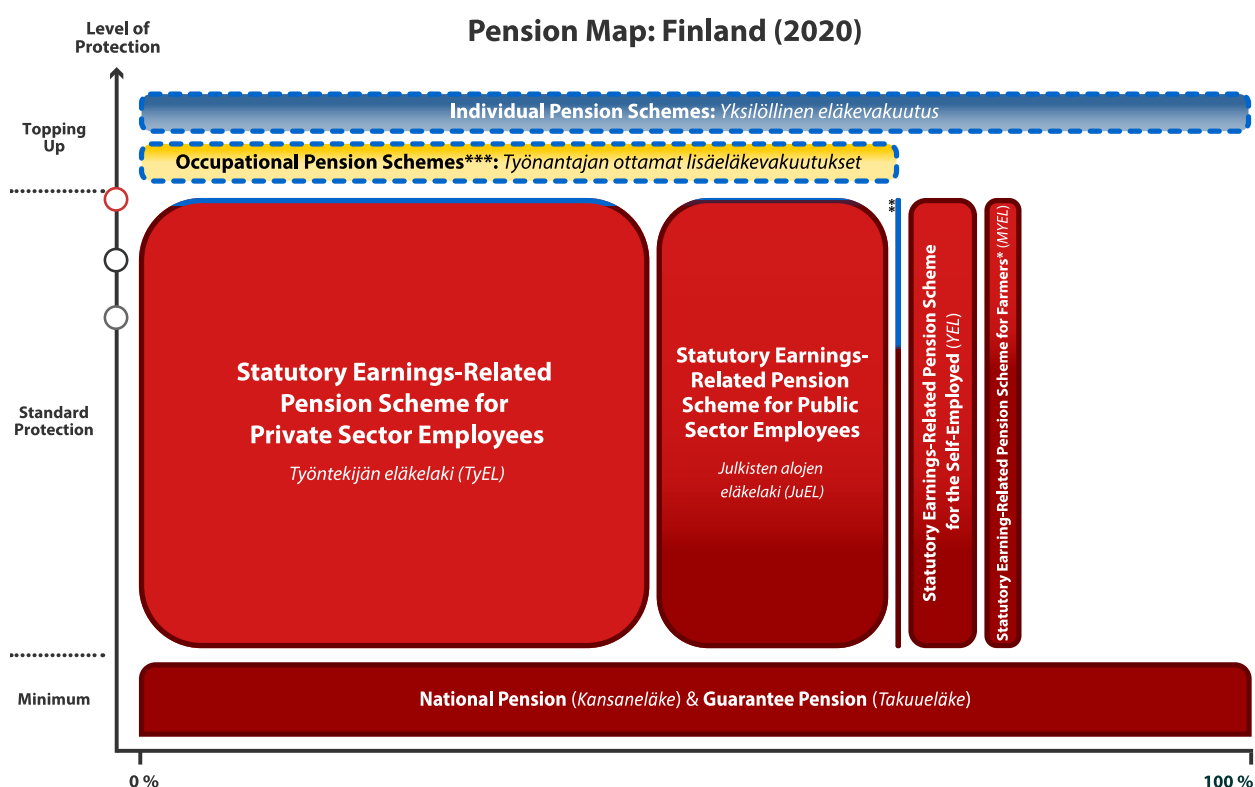 Pension Map: Finland (2020)
Level of
Protection
Topping
Up
Individual Pension Schemes: Yksilöllinen eläkevakuutus
Occupational Pension Schemes***: Työnantajan ottamat lisäeläkevakuutukset
Standard
Protection
Statutory Earnings-Related
Pension Scheme for
Private Sector Employees
Työntekijän eläkelaki (TyEL)
Statutory Earnings-
Related Pension
Scheme for Public
Sector Employees
Julkisten alojen
eläkelaki (JuEL)
**
Statutory Earnings-Related Pension Scheme
for the Self-Employed (YEL)
Statutory Earning-Related Pension Scheme for Farmers* (MYEL)
Minimum
National Pension (Kansaneläke) & Guarantee Pension (Takuueläke)
0 %
100 %